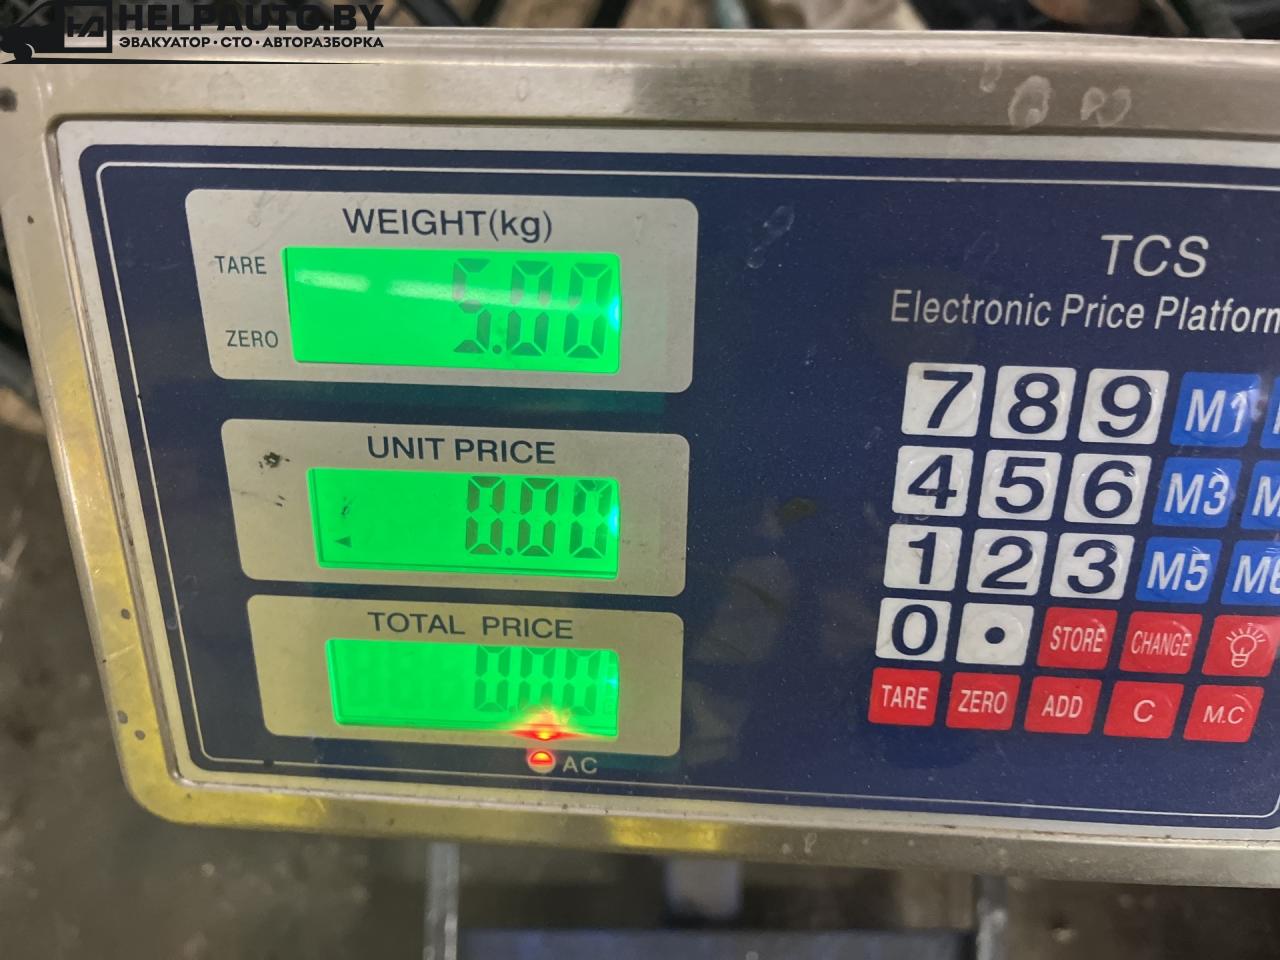 HELPAUTO.BY
ЭВАКУАТОР · СТО · АВТОРАЗБОРКА
WEIGHT(kg)
TARE
5.00
ZERO
UNIT PRICE
0.00
TOTAL PRICE
0.00
AC
TCS
Electronic Price Platform
7 8 9 M1
4 5 6 M3
1 2 3 M5
0 • STORE CHANGE
TARE ZERO ADD C M.C